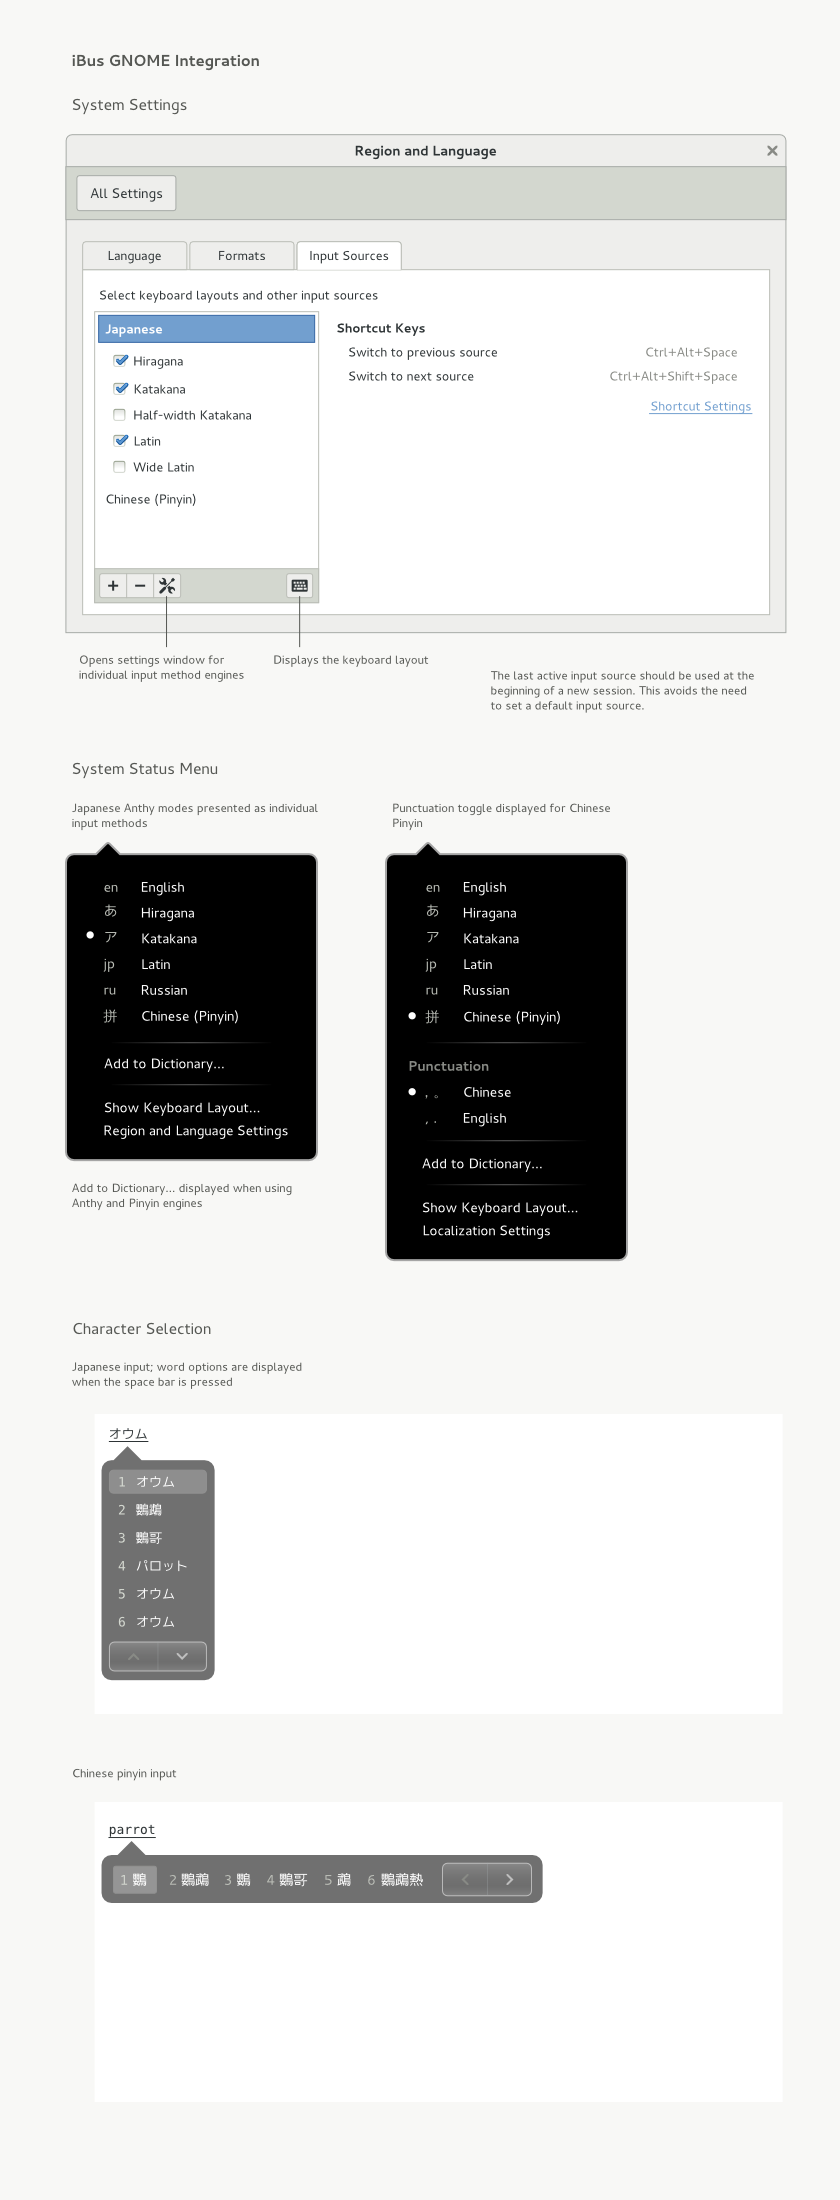 iBus GNOME Integration
System Settings
Region and Language
All Settings
Language
Formats
Input Sources
Select keyboard layouts and other input sources
Japanese
Hiragana
Katakana
Half-width Katakana
Latin
Wide Latin
Chinese (Pinyin)
Shortcut Keys
Switch to previous source Ctrl+Alt+Space
Switch to next source Ctrl+Alt+Shift+Space
Shortcut Settings
Opens settings window for
individual input method engines
Displays the keyboard layout
The last active input source should be used at the
beginning of a new session. This avoids the need
to set a default input source.
System Status Menu
Japanese Anthy modes presented as individual
input methods
en English
あ Hiragana
ア Katakana
jp Latin
ru Russian
拼 Chinese (Pinyin)
Add to Dictionary...
Show Keyboard Layout...
Region and Language Settings
Add to Dictionary... displayed when using
Anthy and Pinyin engines
Punctuation toggle displayed for Chinese
Pinyin
en English
あ Hiragana
ア Katakana
jp Latin
ru Russian
拼 Chinese (Pinyin)
Punctuation
, 。 Chinese
, . English
Add to Dictionary...
Show Keyboard Layout...
Localization Settings
Character Selection
Japanese input; word options are displayed
when the space bar is pressed
オウム
1 オウム
2 鸚鵡
3 鸚哥
4 パロット
5 オウム
6 オウム
Chinese pinyin input
parrot
1 鸚 2 鸚鵡 3 鸚 4 鸚哥 5 鵡 6 鸚鵡熱